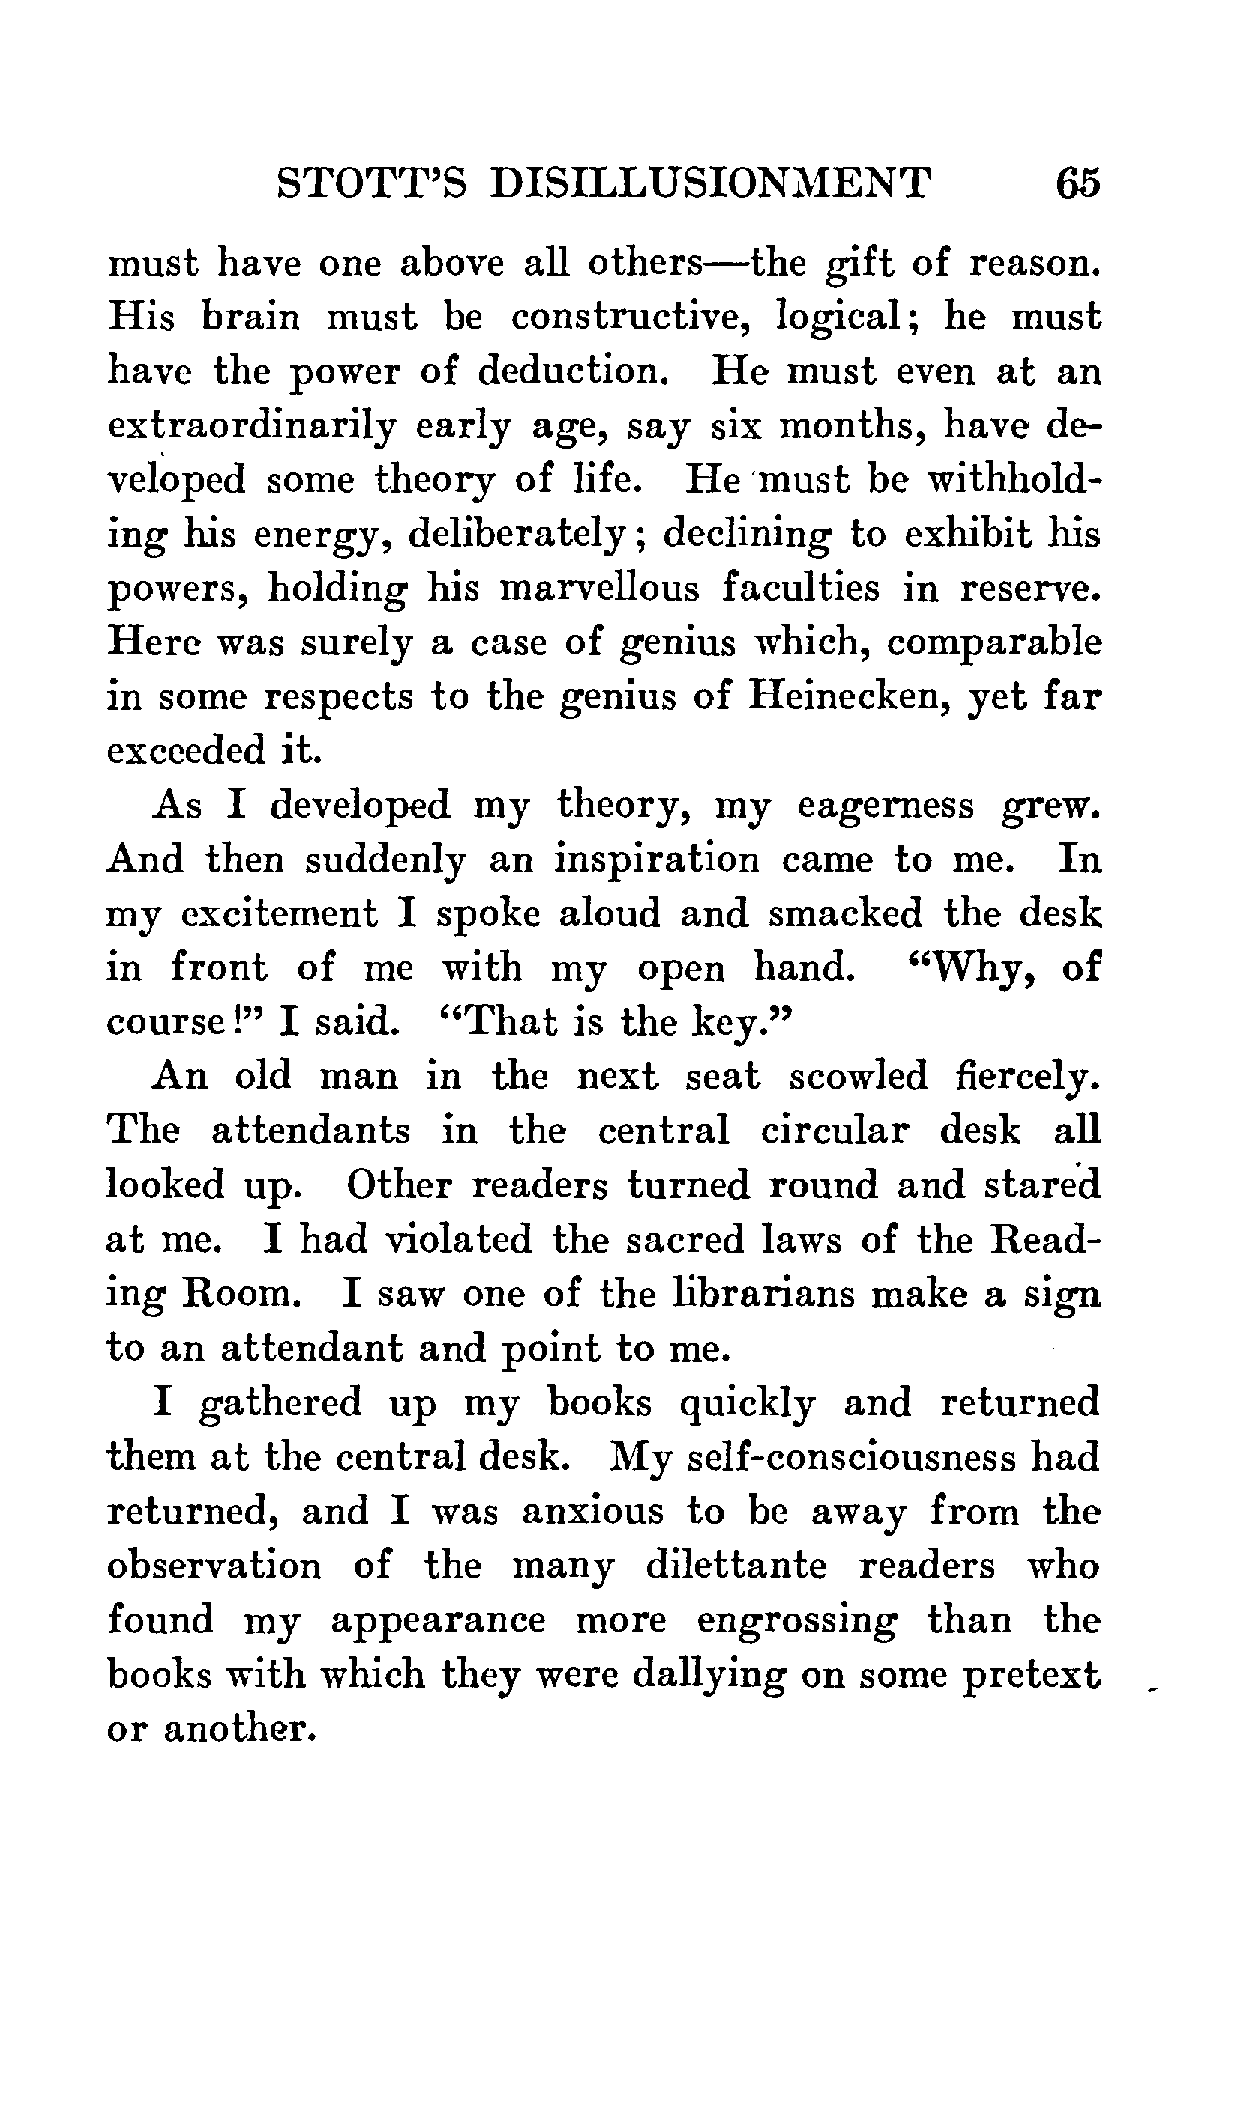 STOTT'S DISILLUSIONMENT 65
must have one above all others—the gift of reason.
His brain must be constructive, logical; he must
have the power of deduction. He must even at an
extraordinarily early age, say six months, have de-
veloped some theory of life. He must be withhold-
ing his energy, deliberately; declining to exhibit his
powers, holding his marvellous faculties in reserve.
Here was surely a case of genius which, comparable
in some respects to the genius of Heinecken, yet far
exceeded it.
As I developed my theory, my eagerness grew.
And then suddenly an inspiration came to me. In
my excitement I spoke aloud and smacked the desk
in front of me with my open hand. “Why, of
course!” I said. “That is the key.”
An old man in the next seat scowled fiercely.
The attendants in the central circular desk all
looked up. Other readers turned round and stared
at me. I had violated the sacred laws of the Read-
ing Room. I saw one of the librarians make a sign
to an attendant and point to me.
I gathered up my books quickly and returned
them at the central desk. My self-consciousness had
returned, and I was anxious to be away from the
observation of the many dilettante readers who
found my appearance more engrossing than the
books with which they were dallying on some pretext
or another.